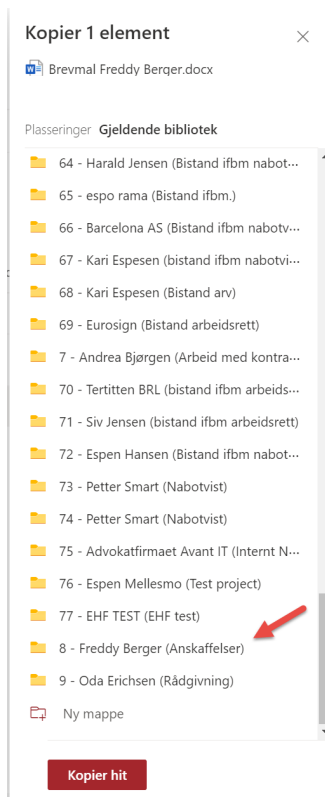 Kopier 1 element
Brevmal Freddy Berger.docx
Plasseringer Gjeldende bibliotek
64 - Harald Jensen (Bistand ifbm nabot...
65 - espo rama (Bistand ifbm.)
66 - Barcelona AS (Bistand ifbm nabotv...
67 - Kari Espesen (bistand ifbm nabotvi...
68 - Kari Espesen (Bistand arv)
69 - Eurosign (Bistand arbeidsrett)
7 - Andrea Bjørgen (Arbeid med kontra...
70 - Tertitten BRL (bistand ifbm arbeids...
71 - Siv Jensen (bistand ifbm arbeidsrett)
72 - Espen Hansen (Bistand ifbm nabot...
73 - Petter Smart (Nabotvist)
74 - Petter Smart (Nabotvist)
75 - Advokatfirmaet Avant IT (Internt N...
76 - Espen Mellesmo (Test project)
77 - EHF TEST (EHF test)
8 - Freddy Berger (Anskaffelser)
9 - Oda Erichsen (Rådgivning)
Ny mappe
Kopier hit